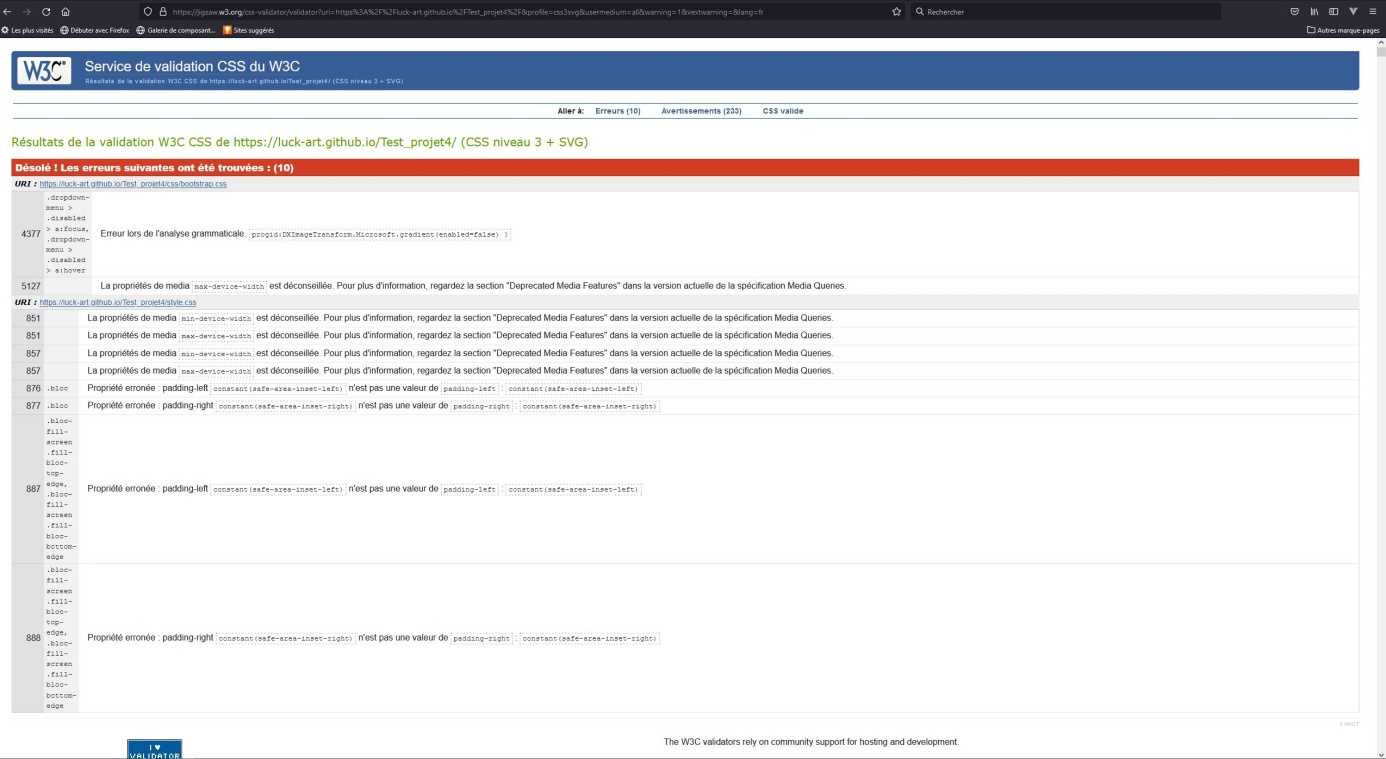 https://jigsaw.w3.org/css-validator/validator?uri=https%3A%2F%2Fluck-art.github.io%2FTest_projet4%2F&profile=css3svg&usermedium=all&warning=1&vextwarning=&lang=fr
Rechercher
Les plus visités Débuter avec Firefox Galerie de composant... Sites suggérés Autres marque-pages
W3C® Service de validation CSS du W3C
Résultats de la validation W3C CSS de https://luck-art.github.io/Test_projet4/ (CSS niveau 3 + SVG)
Aller à: Erreurs (10) Avertissements (233) CSS valide
Résultats de la validation W3C CSS de https://luck-art.github.io/Test_projet4/ (CSS niveau 3 + SVG)
Désolé ! Les erreurs suivantes ont été trouvées : (10)
URI : https://luck-art.github.io/Test_projet4/css/bootstrap.css
4377
.dropdown-
menu >
.disabled
> a:focus,
.dropdown-
menu >
.disabled
> a:hover
Erreur lors de l'analyse grammaticale. progid:DXImageTransform.Microsoft.gradient(enabled=false) )
5127 La propriétés de media max-device-width est déconseillée. Pour plus d'information, regardez la section "Deprecated Media Features" dans la version actuelle de la spécification Media Queries.
URI : https://luck-art.github.io/Test_projet4/style.css
851 La propriétés de media min-device-width est déconseillée. Pour plus d'information, regardez la section "Deprecated Media Features" dans la version actuelle de la spécification Media Queries.
851 La propriétés de media max-device-width est déconseillée. Pour plus d'information, regardez la section "Deprecated Media Features" dans la version actuelle de la spécification Media Queries.
857 La propriétés de media min-device-width est déconseillée. Pour plus d'information, regardez la section "Deprecated Media Features" dans la version actuelle de la spécification Media Queries.
857 La propriétés de media max-device-width est déconseillée. Pour plus d'information, regardez la section "Deprecated Media Features" dans la version actuelle de la spécification Media Queries.
876 .bloc Propriété erronée : padding-left constant(safe-area-inset-left) n'est pas une valeur de padding-left : constant(safe-area-inset-left)
877 .bloc Propriété erronée : padding-right constant(safe-area-inset-right) n'est pas une valeur de padding-right : constant(safe-area-inset-right)
887
.bloc-
fill-
screen
.fill-
bloc-
top-
edge,
.bloc-
fill-
screen
.fill-
bloc-
bottom-
edge
Propriété erronée : padding-left constant(safe-area-inset-left) n'est pas une valeur de padding-left : constant(safe-area-inset-left)
888
.bloc-
fill-
screen
.fill-
bloc-
top-
edge,
.bloc-
fill-
screen
.fill-
bloc-
bottom-
edge
Propriété erronée : padding-right constant(safe-area-inset-right) n'est pas une valeur de padding-right : constant(safe-area-inset-right)
↑ HAUT
I ♥
VALIDATOR
The W3C validators rely on community support for hosting and development.